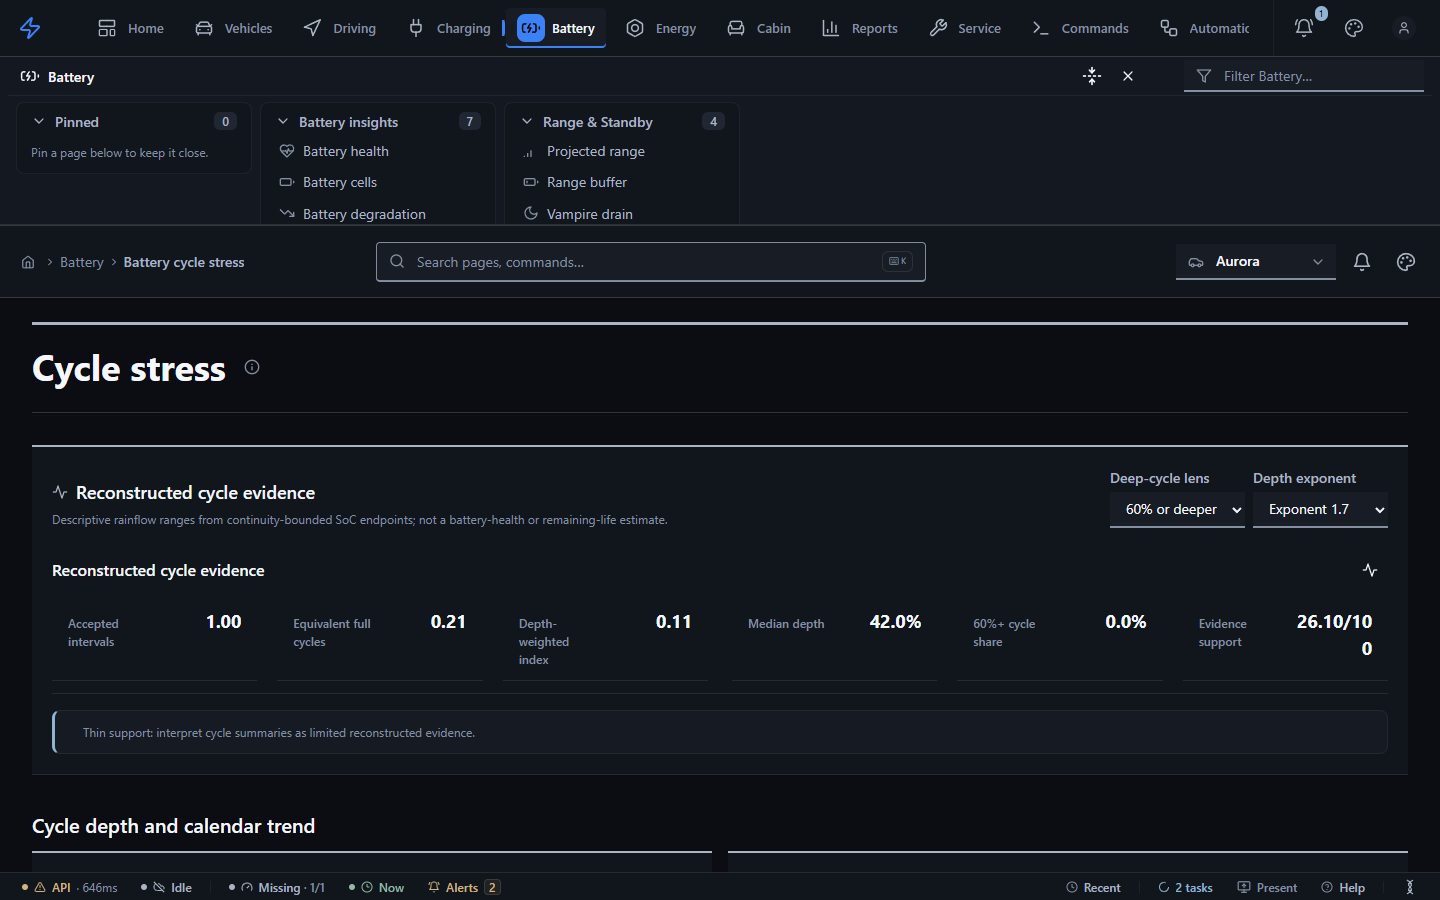 Home
Vehicles
Driving
Charging
Battery
Energy
Cabin
Reports
Service
Commands
Automatic
1
Battery
Filter Battery...
Pinned
0
Pin a page below to keep it close.
Battery insights
7
Battery health
Battery cells
Battery degradation
Range & Standby
4
Projected range
Range buffer
Vampire drain
Battery
Battery cycle stress
Search pages, commands...
K
Aurora
Cycle stress
Reconstructed cycle evidence
Descriptive rainflow ranges from continuity-bounded SoC endpoints; not a battery-health or remaining-life estimate.
Deep-cycle lens
60% or deeper
Depth exponent
Exponent 1.7
Reconstructed cycle evidence
Accepted
intervals
1.00
Equivalent full
cycles
0.21
Depth-
weighted
index
0.11
Median depth
42.0%
60%+ cycle
share
0.0%
Evidence
support
26.10/10
0
Thin support: interpret cycle summaries as limited reconstructed evidence.
Cycle depth and calendar trend
API · 646ms
Idle
Missing · 1/1
Now
Alerts 2
Recent
2 tasks
Present
Help